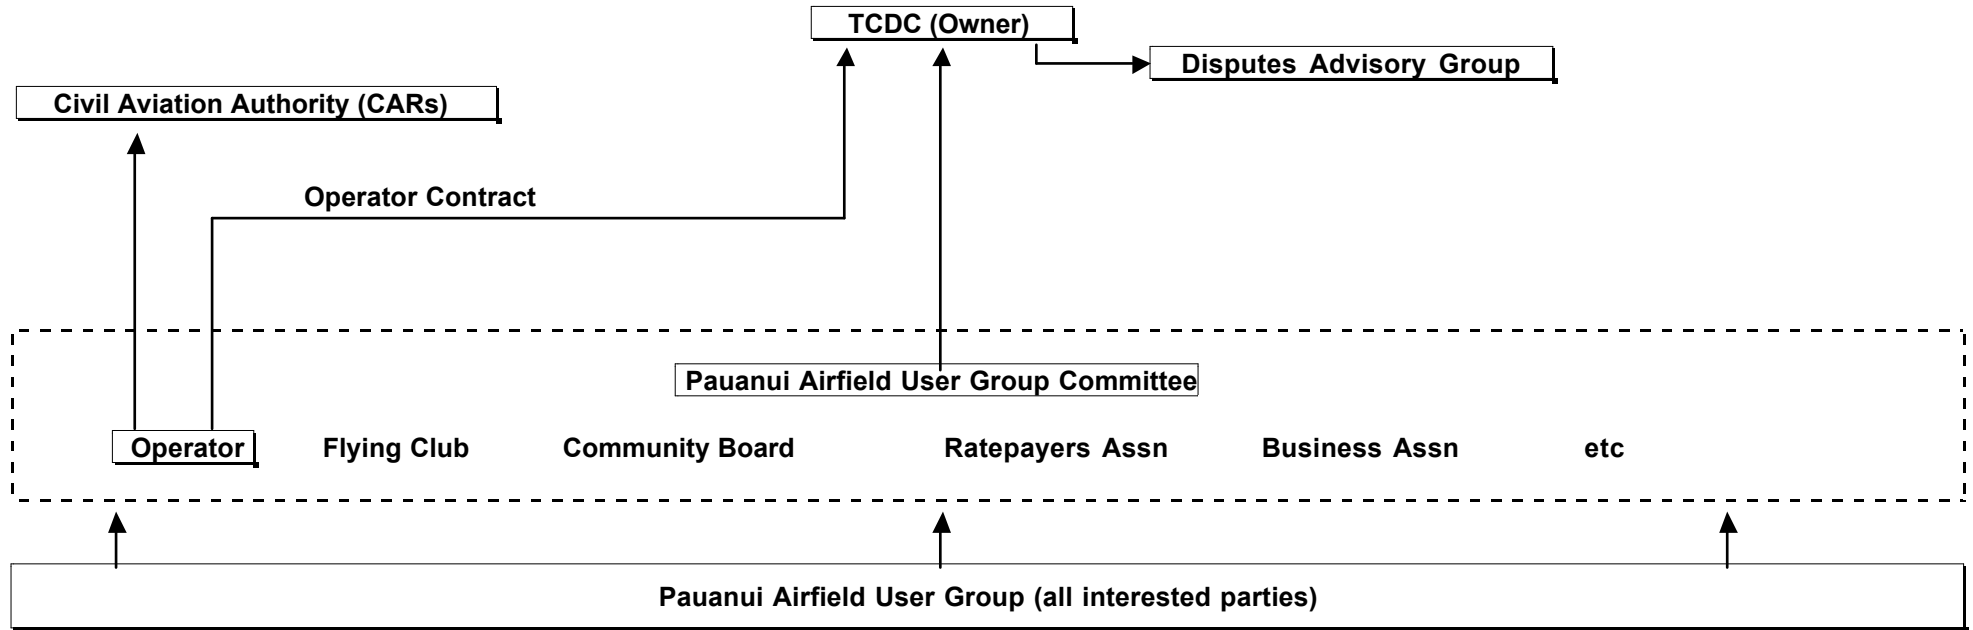 TCDC (Owner)
Disputes Advisory Group
Civil Aviation Authority (CARs)
Operator Contract
Pauanui Airfield User Group Committee
Operator Flying Club Community Board Ratepayers Assn Business Assn etc
Pauanui Airfield User Group (all interested parties)